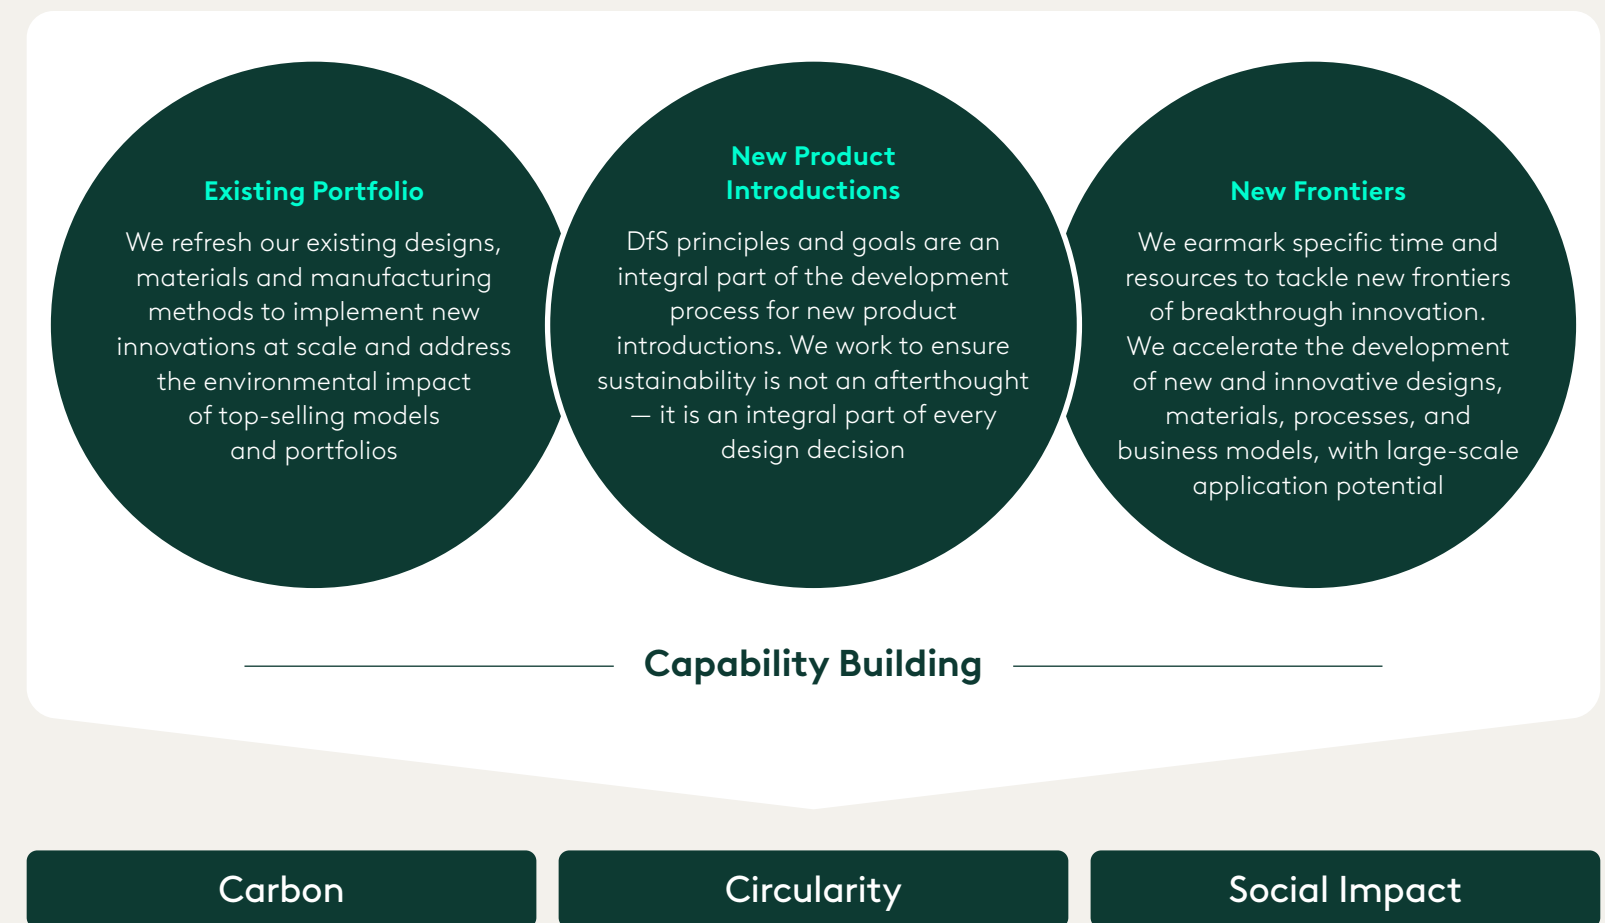 Existing Portfolio
We refresh our existing designs,
materials and manufacturing
methods to implement new
innovations at scale and address
the environmental impact
of top-selling models
and portfolios
New Product
Introductions
DfS principles and goals are an
integral part of the development
process for new product
introductions. We work to ensure
sustainability is not an afterthought
— it is an integral part of every
design decision
New Frontiers
We earmark specific time and
resources to tackle new frontiers
of breakthrough innovation.
We accelerate the development
of new and innovative designs,
materials, processes, and
business models, with large-scale
application potential
Capability Building
Carbon
Circularity
Social Impact